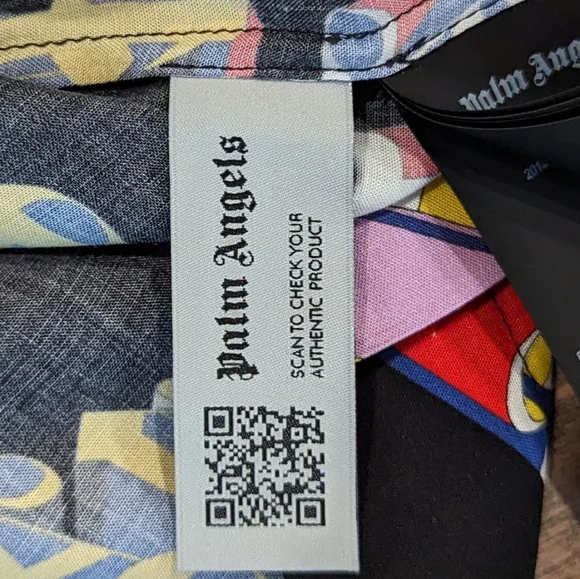 Palm Angels
SCAN TO CHECK YOUR
AUTHENTIC PRODUCT
Palm Ang